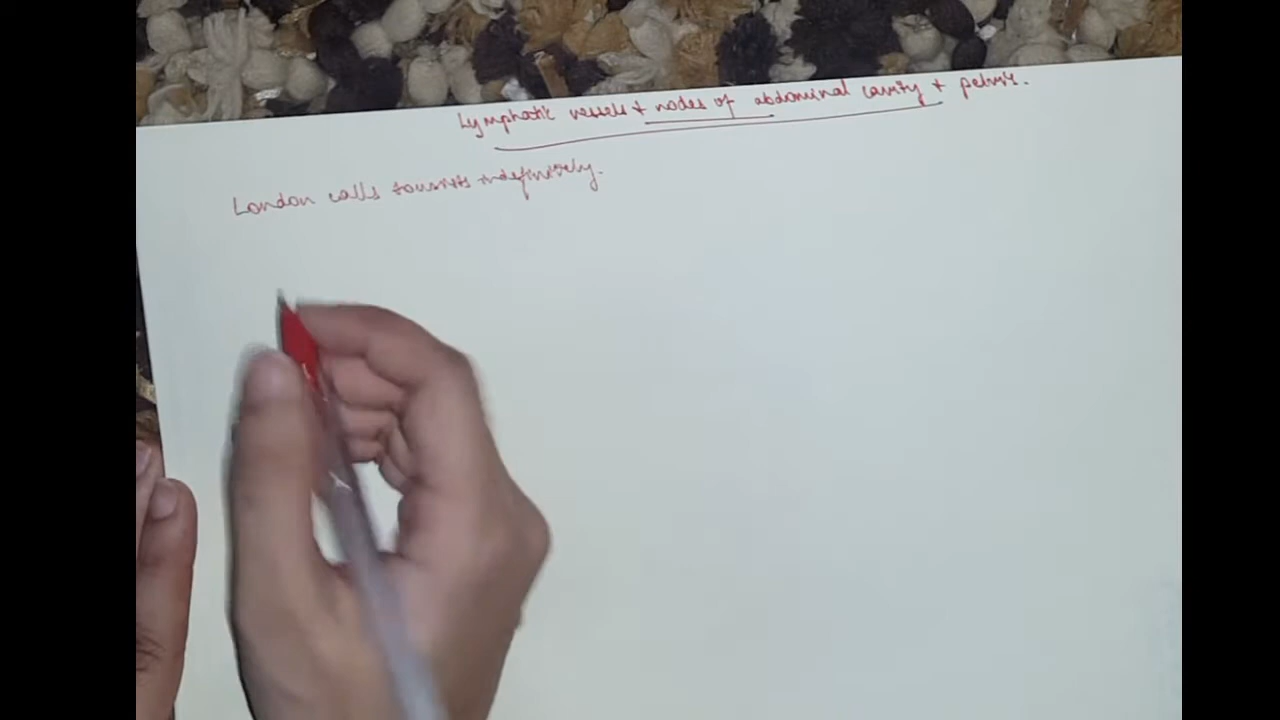 Lymphatic vessels + nodes of abdominal cavity + pelvis.
London calls tourists indefinitely.